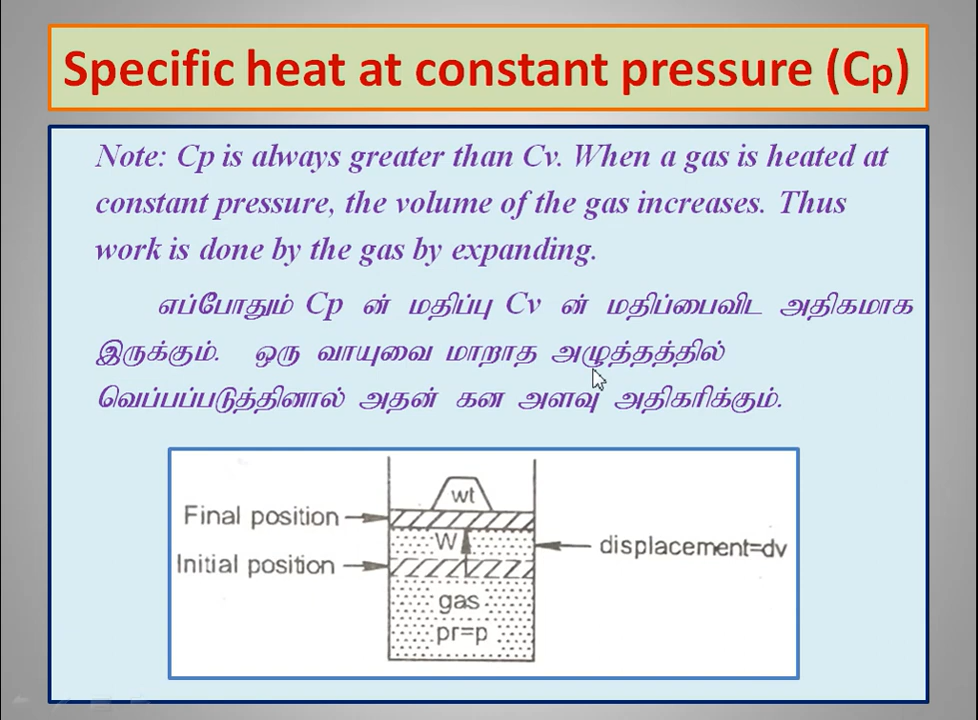 Specific heat at constant pressure (Cp)
Note: Cp is always greater than Cv. When a gas is heated at
constant pressure, the volume of the gas increases. Thus
work is done by the gas by expanding.
எப்போதும் Cp ன் மதிப்பு Cv ன் மதிப்பைவிட அதிகமாக
இருக்கும். ஒரு வாயுவை மாறாத அழுத்தத்தில்
வெப்பப்படுத்தினால் அதன் கன அளவு அதிகரிக்கும்.
wt
Final position
W
displacement=dv
Initial position
gas
pr=p